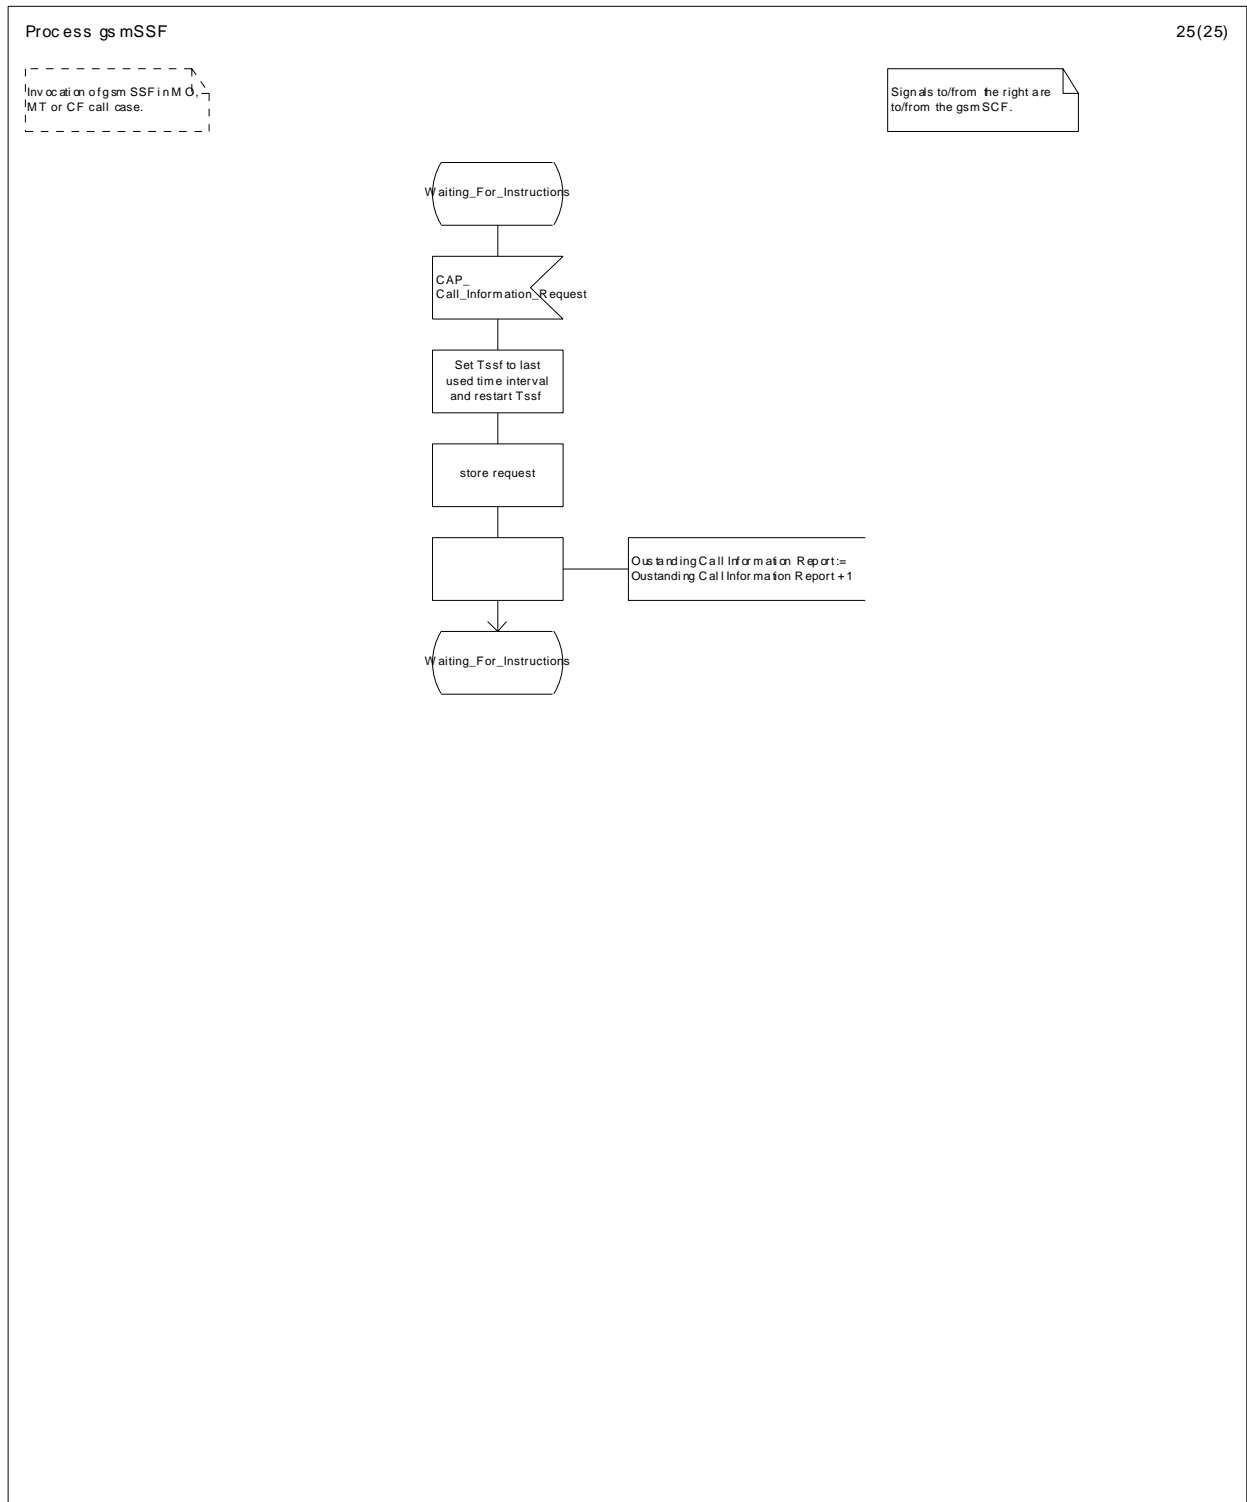 Process gsmSSF
25(25)
Invocation of gsmSSF in MO,
MT or CF call case.
Signals to/from the right are
to/from the gsmSCF.
Waiting_For_Instructions
CAP_
Call_Information_Request
Set Tssf to last
used time interval
and restart Tssf
store request
Oustanding Call Information Report:=
Oustanding Call Information Report +1
Waiting_For_Instructions